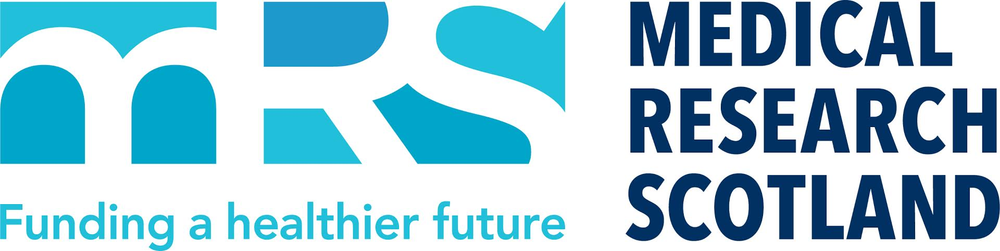 mRS
Funding a healthier future
MEDICAL
RESEARCH
SCOTLAND